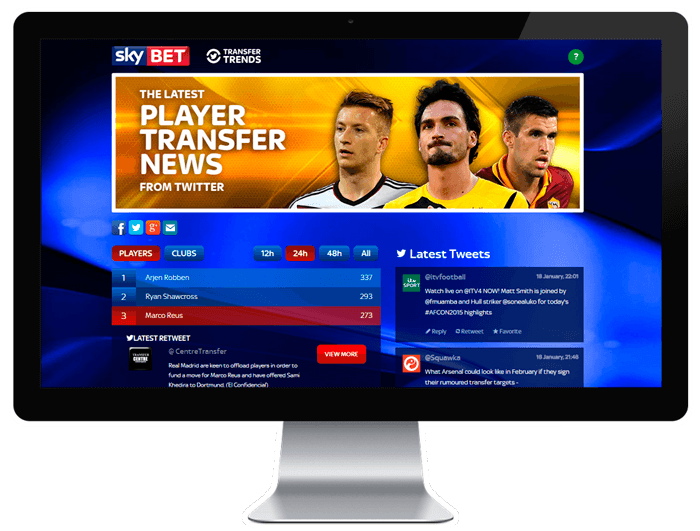 sky BET
TRANSFER
TRENDS
?
THE LATEST
PLAYER
TRANSFER
NEWS
FROM TWITTER
PLAYERS
CLUBS
12h
24h
48h
All
1 Arjen Robben 337
2 Ryan Shawcross 293
3 Marco Reus 273
LATEST RETWEET
@CentreTransfer
VIEW MORE
Real Madrid are keen to offload players in order to
fund a move for Marco Reus and have offered Sami
Khedira to Dortmund. (El Confidencial)
Latest Tweets
itv
SPORT
@itvfootball 18 January, 22:01
Watch live on @ITV4 NOW! Matt Smith is joined by
@fmuamba and Hull striker @sonealuko for today's
#AFCON2015 highlights
Reply Retweet Favorite
@Squawka 18 January, 21:48
What Arsenal could look like in February if they sign
their rumoured transfer targets -